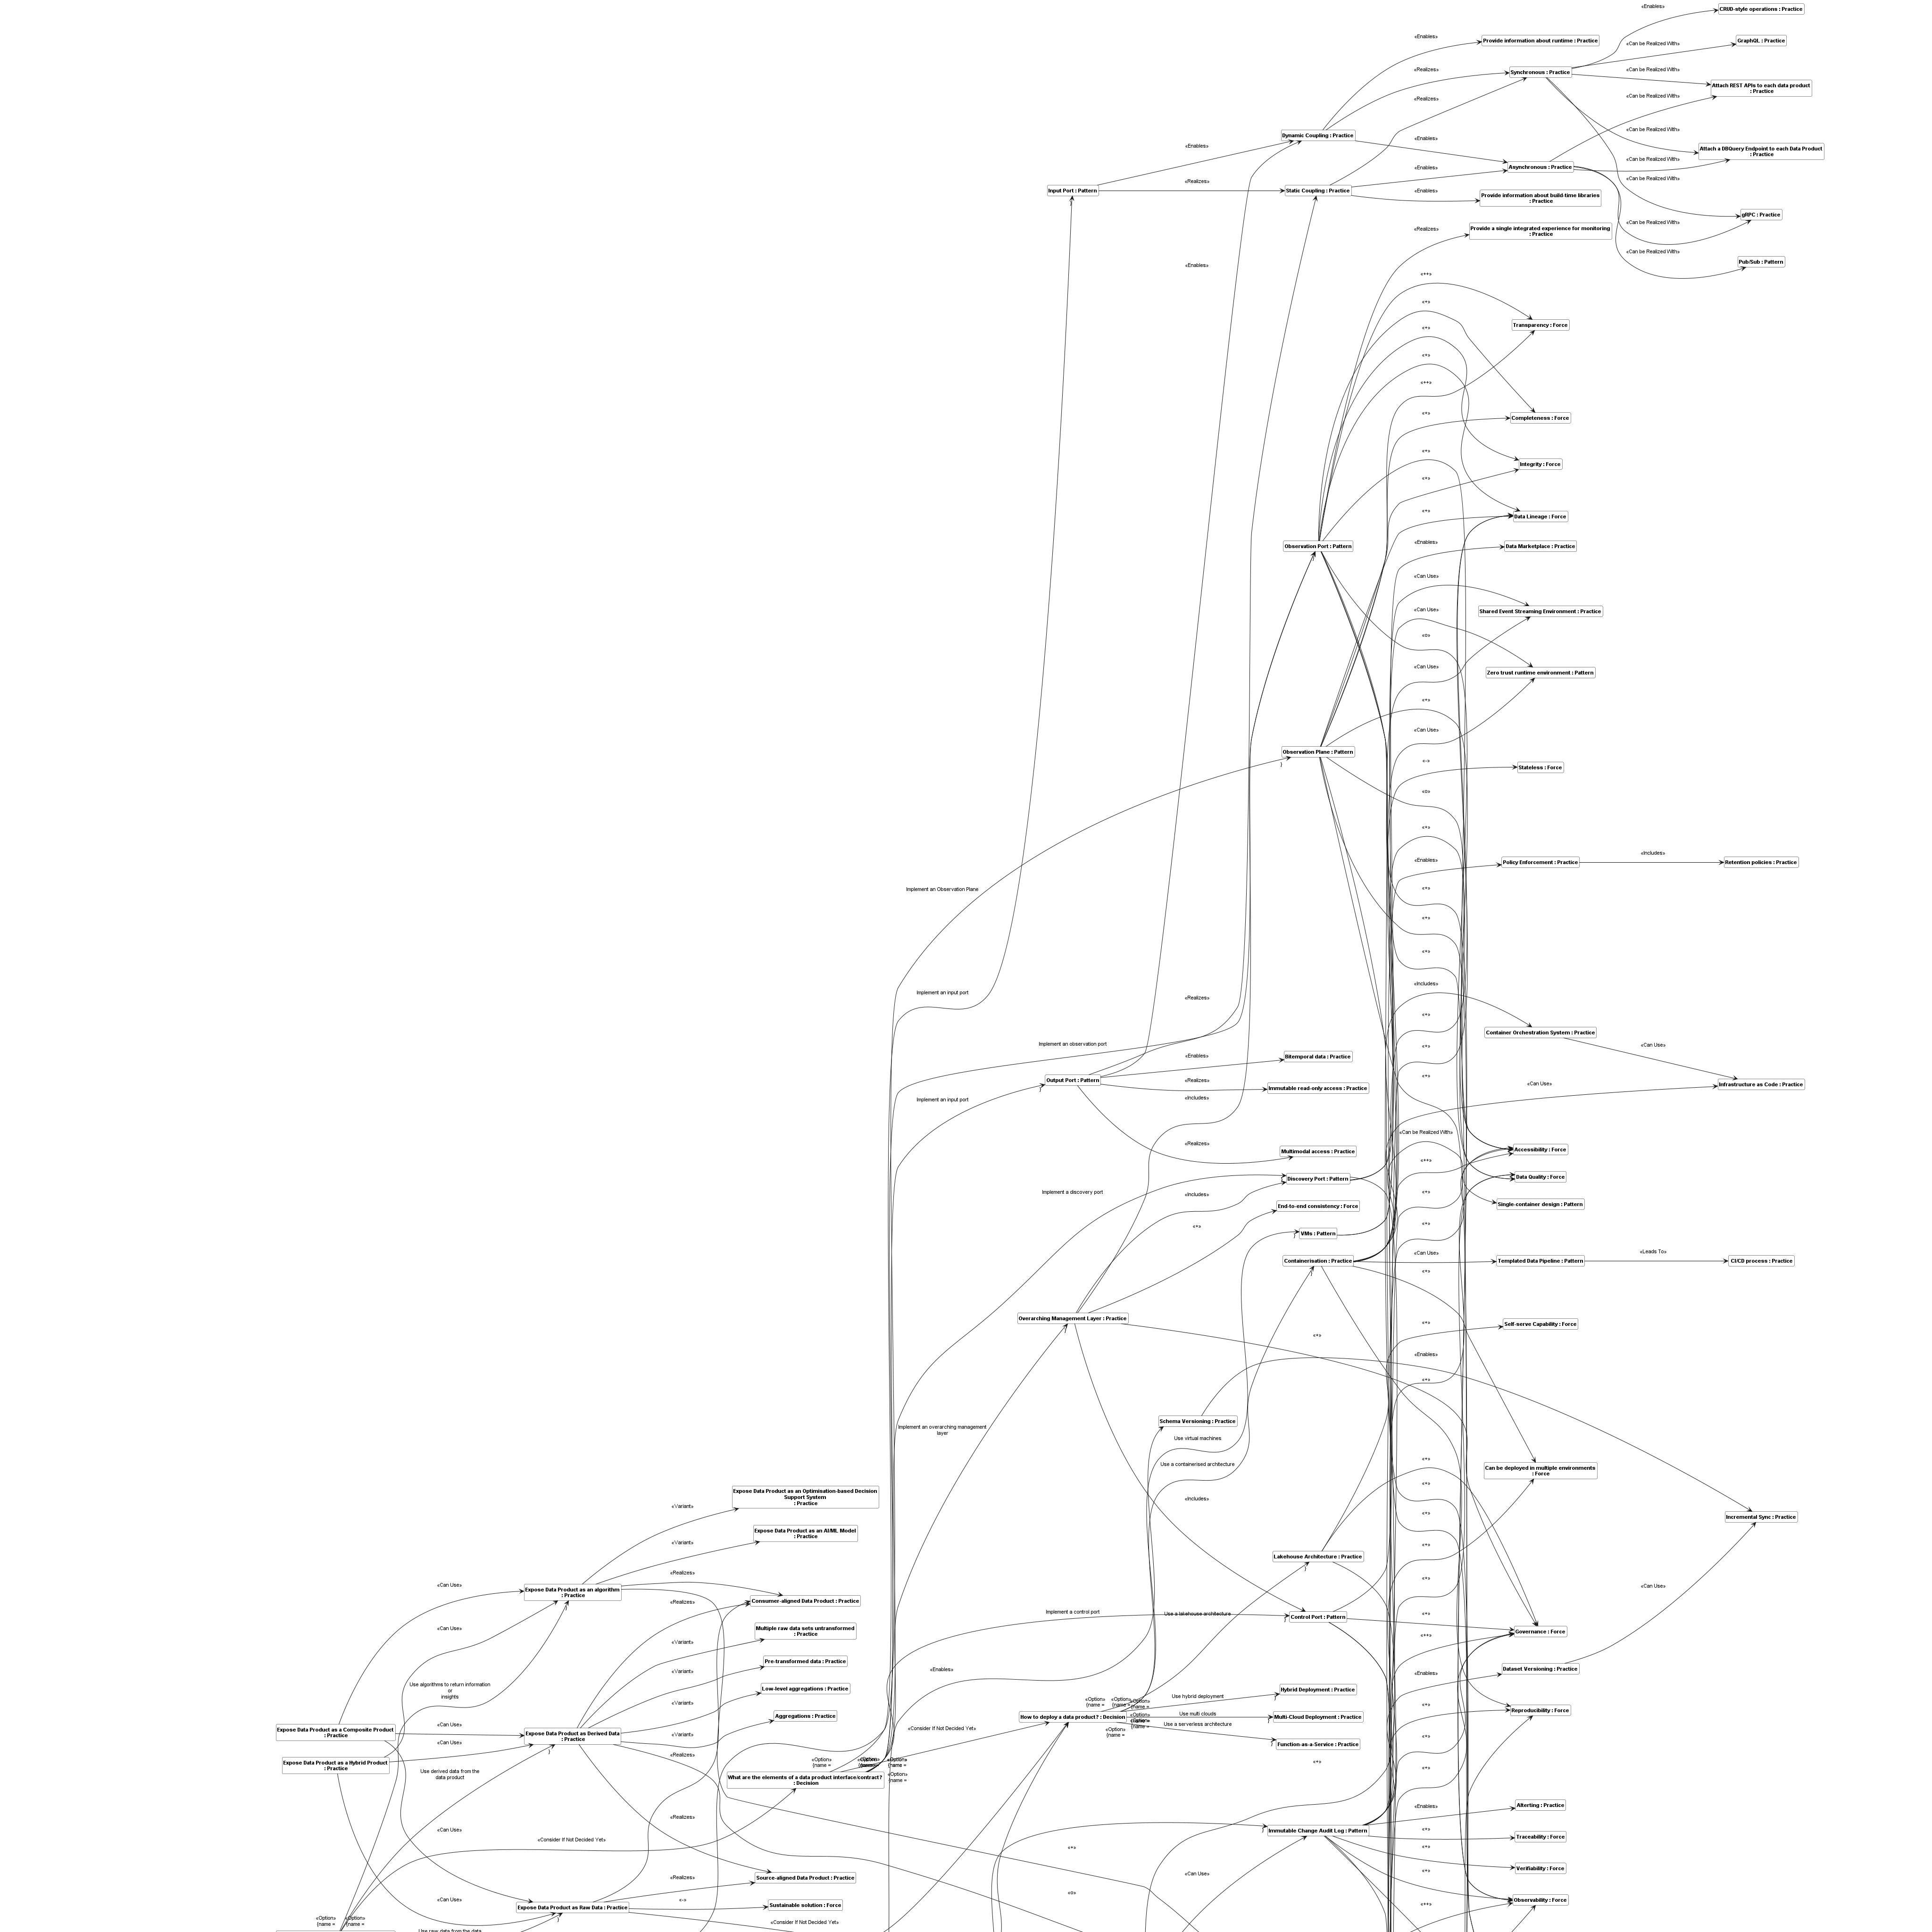 «Enables»
CRUD-style operations : Practice
«Enables»
Provide information about runtime : Practice
«Can be Realized With»
GraphQL : Practice
«Realizes»
Synchronous : Practice
«Can be Realized With»
Attach REST APIs to each data product
: Practice
«Can be Realized With»
«Realizes»
Dynamic Coupling : Practice
«Can be Realized With»
«Enables»
«Enables»
Attach a DBQuery Endpoint to each Data Product
: Practice
«Can be Realized With»
«Realizes»
«Enables»
Asynchronous : Practice
«Can be Realized With»
Input Port : Pattern
}
Static Coupling : Practice
«Enables»
Provide information about build-time libraries
: Practice
gRPC : Practice
«Can be Realized With»
«Realizes»
Provide a single integrated experience for monitoring
: Practice
«Can be Realized With»
Pub/Sub : Pattern
«Enables»
«++»
«+»
Transparency : Force
«+»
«+»
«++»
«+»
Completeness : Force
«+»
Integrity : Force
«+»
«+»
Data Lineage : Force
Observation Port : Pattern
}
«Enables»
Data Marketplace : Practice
«Can Use»
Shared Event Streaming Environment : Practice
«Can Use»
«o»
«Can Use»
Zero trust runtime environment : Pattern
«+»
«Can Use»
Observation Plane : Pattern
}
«-»
Stateless : Force
«o»
«+»
«Enables»
Policy Enforcement : Practice
«Includes»
Retention policies : Practice
Implement an Observation Plane
«+»
«+»
«+»
«Includes»
Implement an input port
«Realizes»
«+»
Container Orchestration System : Practice
Implement an observation port
«+»
«Can Use»
«Enables»
Bitemporal data : Practice
Output Port : Pattern
}
«Realizes»
Immutable read-only access : Practice
«+»
«Can Use»
Infrastructure as Code : Practice
Implement an input port
«Includes»
«Can be Realized With»
«Realizes»
Multimodal access : Practice
Accessibility : Force
«++»
Discovery Port : Pattern
Data Quality : Force
Implement a discovery port
«Includes»
«+»
Single-container design : Pattern
End-to-end consistency : Force
«+»
«+»
VMs : Pattern
}
Containerisation : Practice
}
«Can Use»
Templated Data Pipeline : Pattern
«Leads To»
CI/CD process : Practice
«+»
Overarching Management Layer : Practice
}
«+»
«+»
Self-serve Capability : Force
«Enables»
«+»
Schema Versioning : Practice
Implement an overarching management
layer
Use virtual machines
Use a containerised architecture
«+»
Can be deployed in multiple environments
: Force
«+»
Expose Data Product as an Optimisation-based Decision
Support System
: Practice
«Variant»
«Includes»
«+»
Incremental Sync : Practice
Expose Data Product as an AI/ML Model
: Practice
«Variant»
«+»
Lakehouse Architecture : Practice
}
«Realizes»
«+»
«Can Use»
Expose Data Product as an algorithm
: Practice
}
«Can Use»
Consumer-aligned Data Product : Practice
«Realizes»
«+»
Implement a control port
Use a lakehouse architecture
Control Port : Pattern
}
«+»
«Can Use»
Multiple raw data sets untransformed
: Practice
Governance : Force
«Variant»
«++»
Pre-transformed data : Practice
«Variant»
«Enables»
«Enables»
Dataset Versioning : Practice
Use algorithms to return information
or
insights
Low-level aggregations : Practice
«Variant»
Use hybrid deployment
Hybrid Deployment : Practice
}
«Option»
{name =
«Option»
{name =
«+»
Reproducibility : Force
Aggregations : Practice
How to deploy a data product? : Decision
}
Use multi clouds
Multi-Cloud Deployment : Practice
}
«Can Use»
Expose Data Product as a Composite Product
: Practice
«Variant»
«Consider If Not Decided Yet»
«Option»
{name =
Use a serverless architecture
«+»
Expose Data Product as Derived Data
: Practice
}
«Can Use»
Function-as-a-Service : Practice
}
«Realizes»
Expose Data Product as a Hybrid Product
: Practice
«Option»
{name =
«Option»
{name =
«+»
«+»
Use derived data from the
data product
What are the elements of a data product interface/contract?
: Decision
}
«Option»
{name =
«+»
«Realizes»
«Enables»
Alterting : Practice
«Can Use»
Immutable Change Audit Log : Pattern
}
«+»
Traceability : Force
«Consider If Not Decided Yet»
«+»
«+»
Verifiability : Force
«Realizes»
Source-aligned Data Product : Practice
«Can Use»
«+»
«Can Use»
«-»
«o»
Observability : Force
Expose Data Product as Raw Data : Practice
}
Sustainable solution : Force
«++»
«Option»
{name =
«Option»
{name =
«Consider If Not Decided Yet»
Use raw data from the data